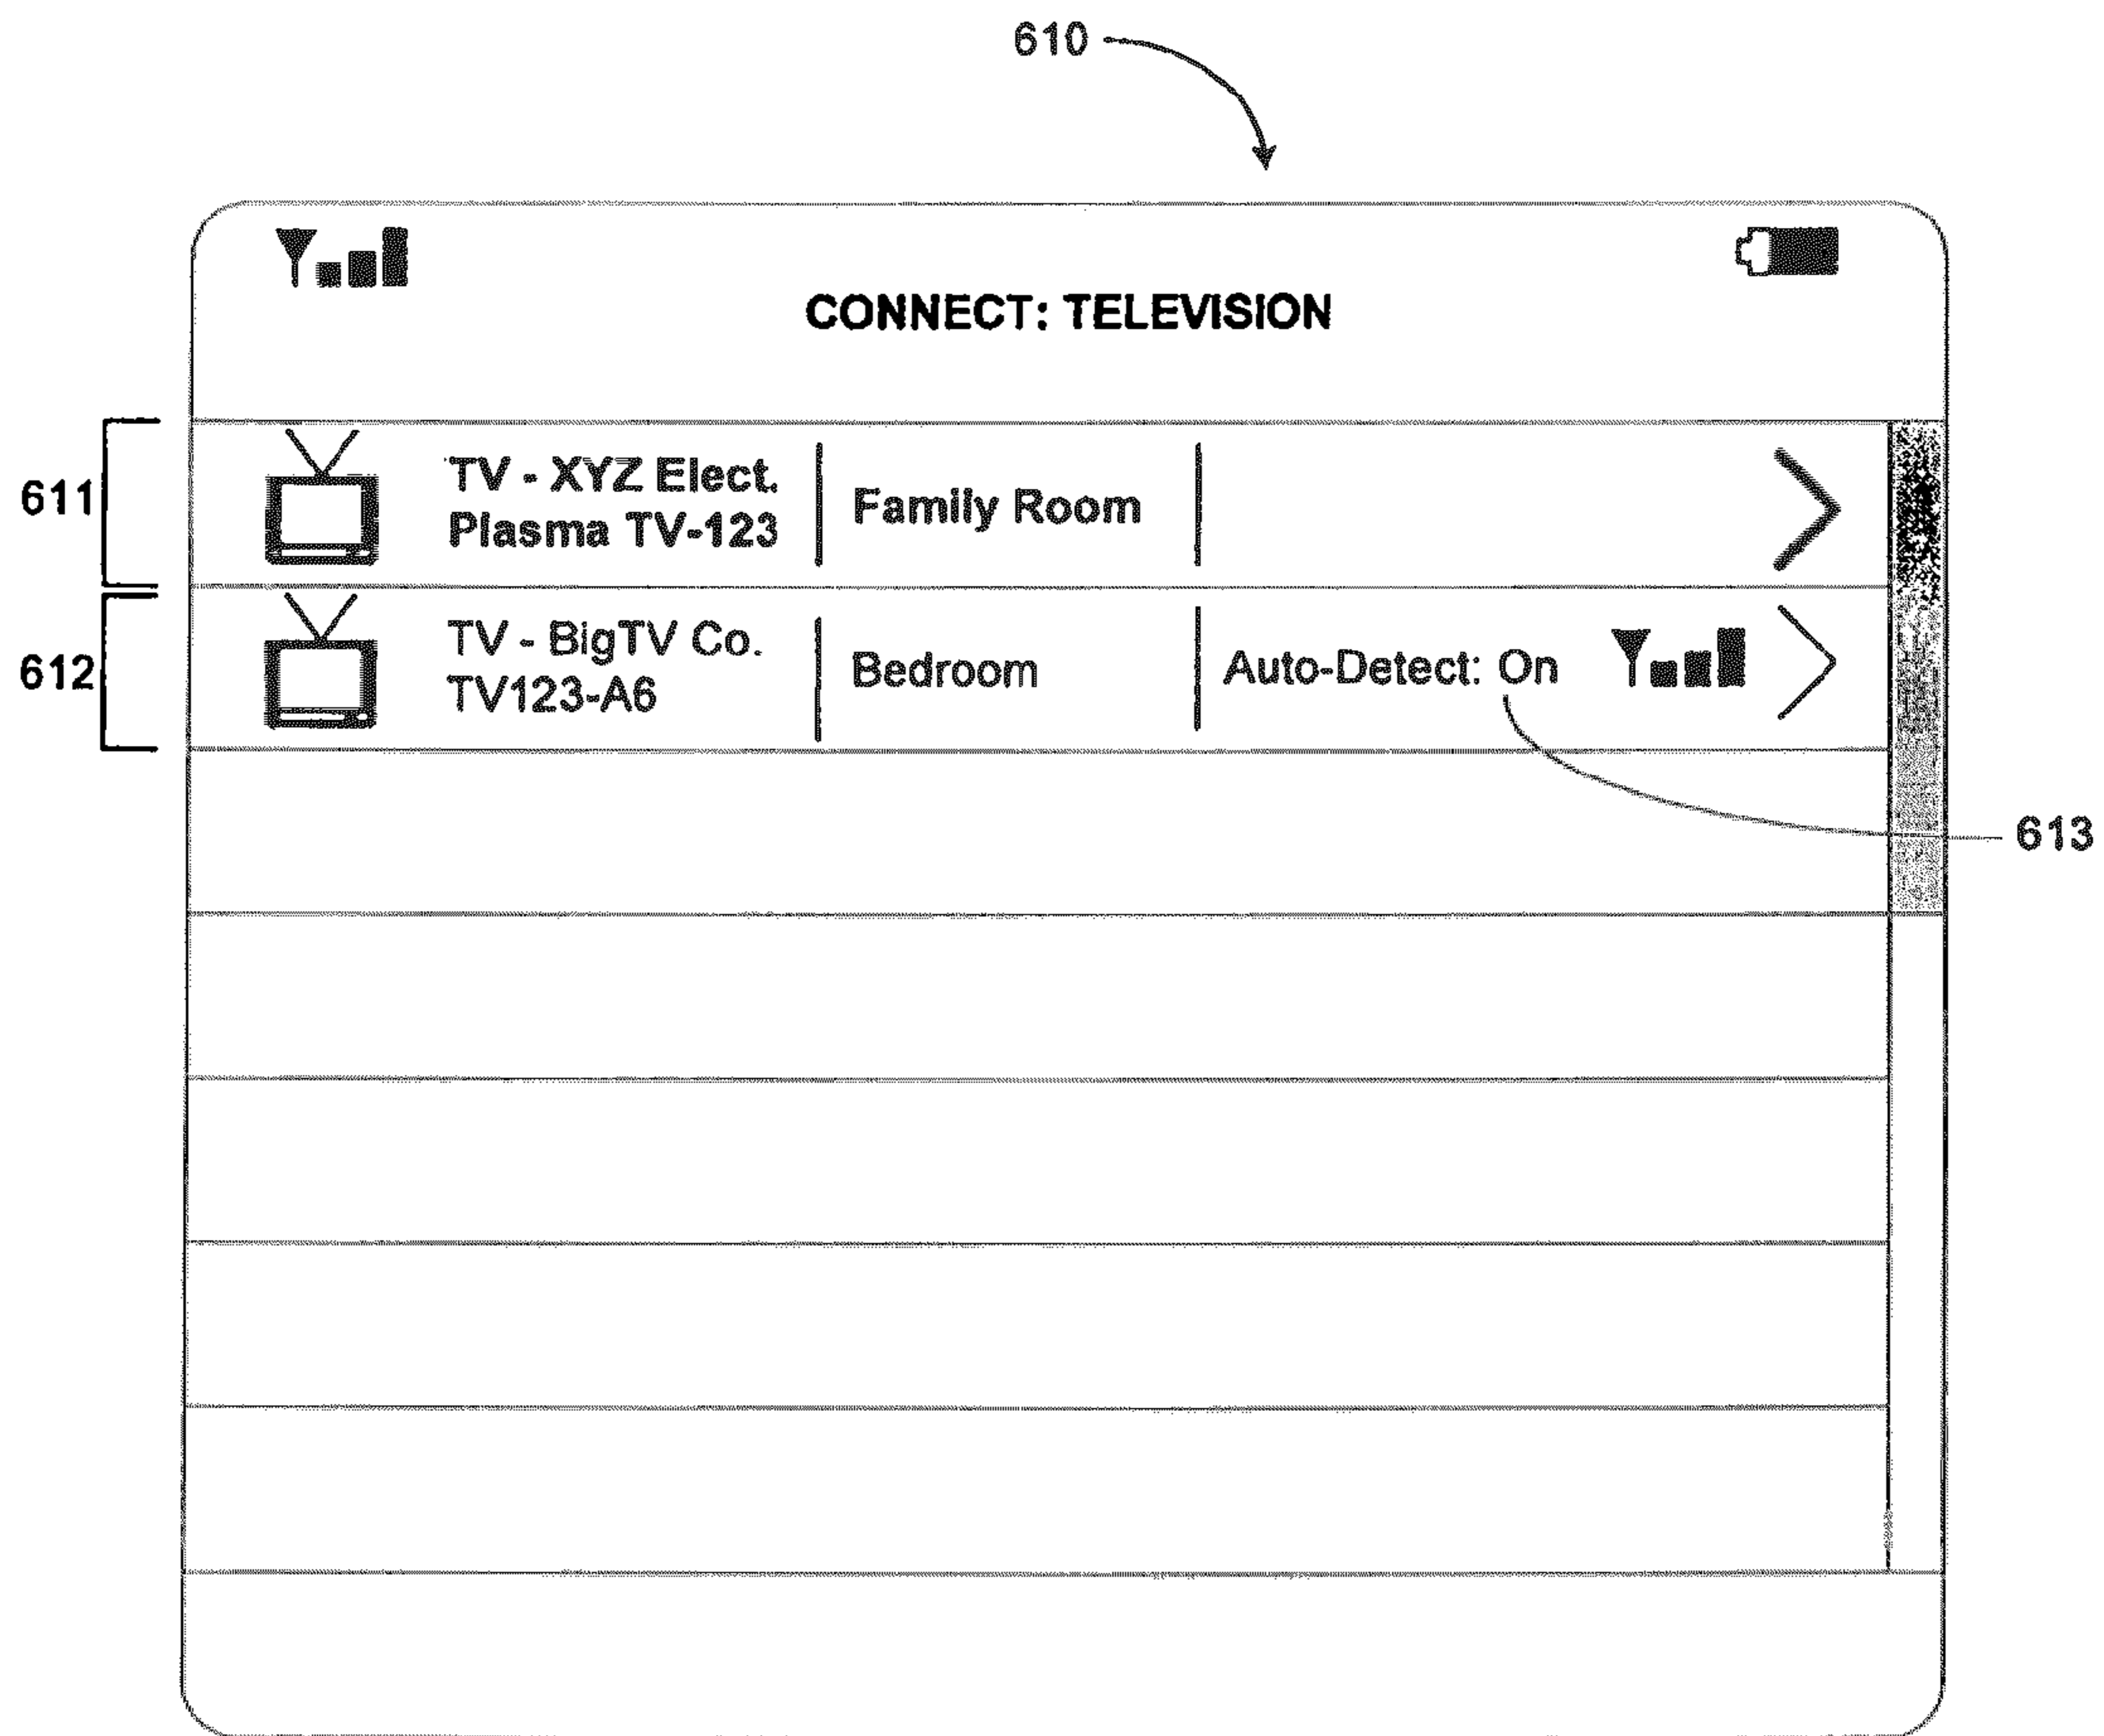 610
CONNECT: TELEVISION
611
TV - XYZ Elect.
Plasma TV-123
Family Room
612
TV - BigTV Co.
TV123-A6
Bedroom
Auto-Detect: On
613